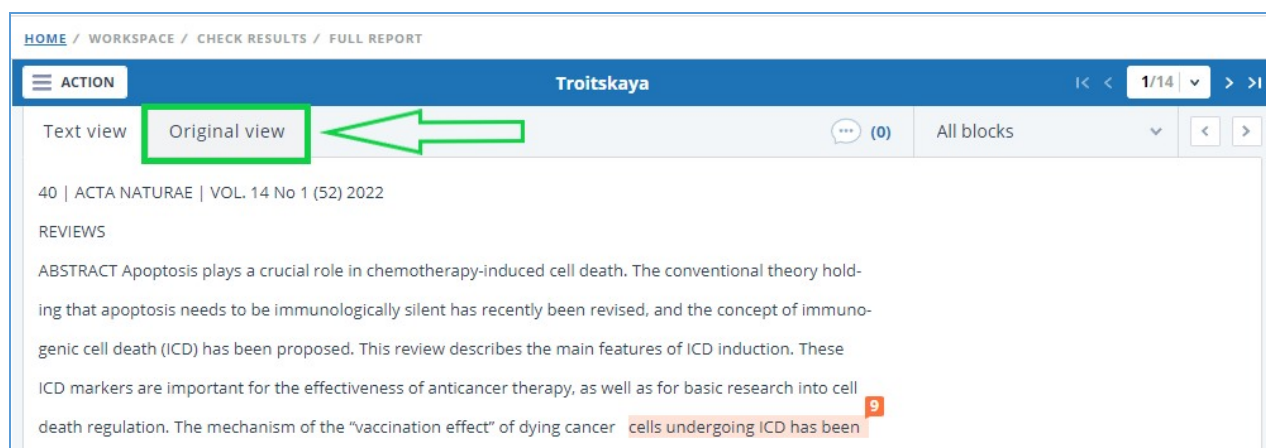 HOME / WORKSPACE / CHECK RESULTS / FULL REPORT
ACTION Troitskaya 1/14
Text view Original view (0) All blocks
40 | ACTA NATURAE | VOL. 14 No 1 (52) 2022
REVIEWS
ABSTRACT Apoptosis plays a crucial role in chemotherapy-induced cell death. The conventional theory hold-
ing that apoptosis needs to be immunologically silent has recently been revised, and the concept of immuno-
genic cell death (ICD) has been proposed. This review describes the main features of ICD induction. These
ICD markers are important for the effectiveness of anticancer therapy, as well as for basic research into cell
9
death regulation. The mechanism of the “vaccination effect” of dying cancer cells undergoing ICD has been